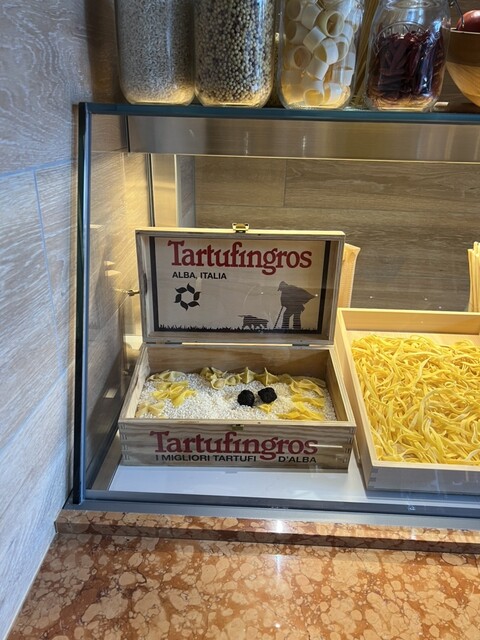 Tartufingros
ALBA, ITALIA
Tartufingros
I MIGLIORI TARTUFI D'ALBA